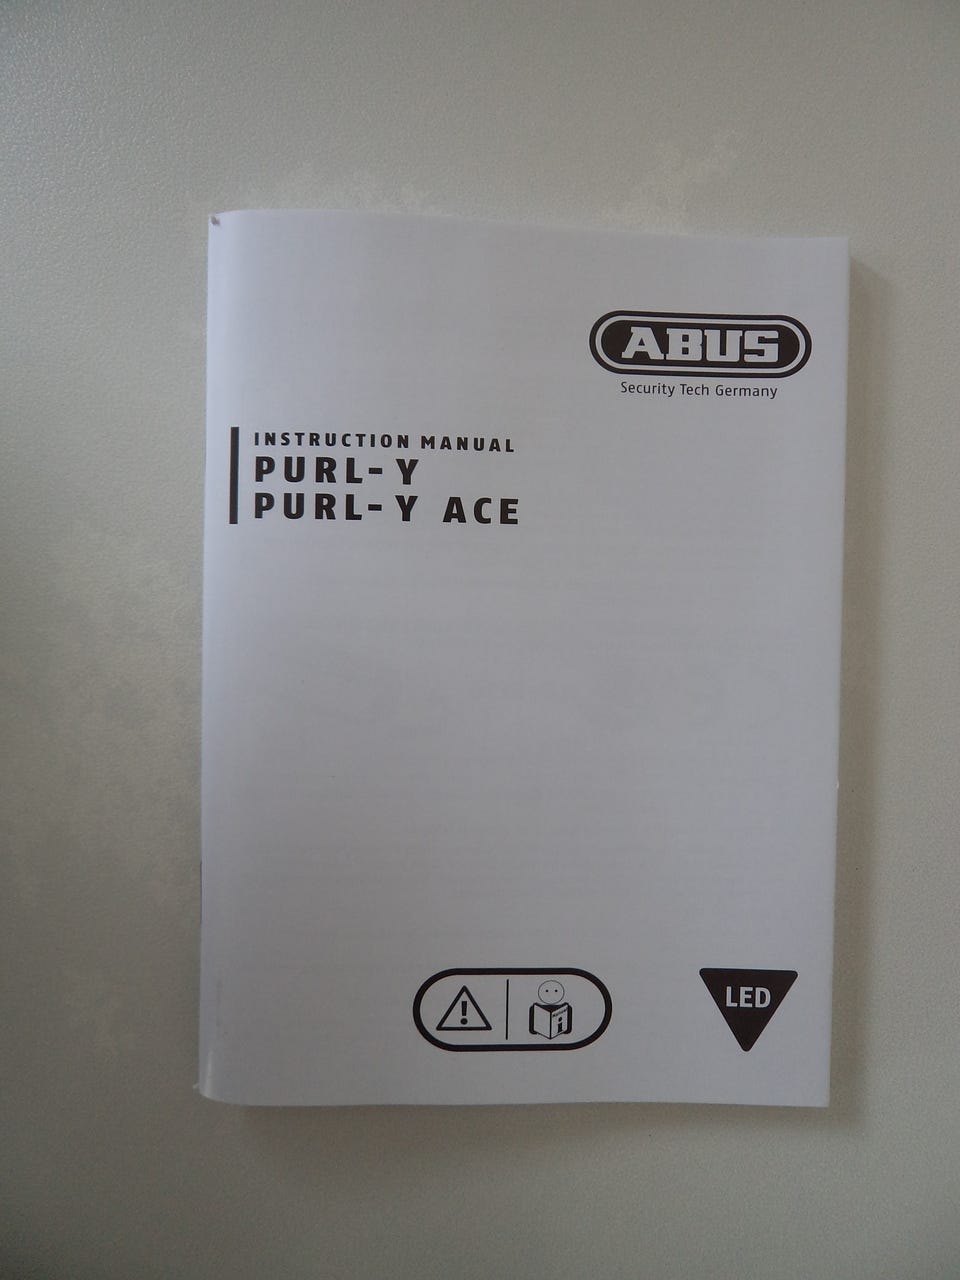 ABUS
Security Tech Germany
INSTRUCTION MANUAL
PURL-Y
PURL-Y ACE
LED